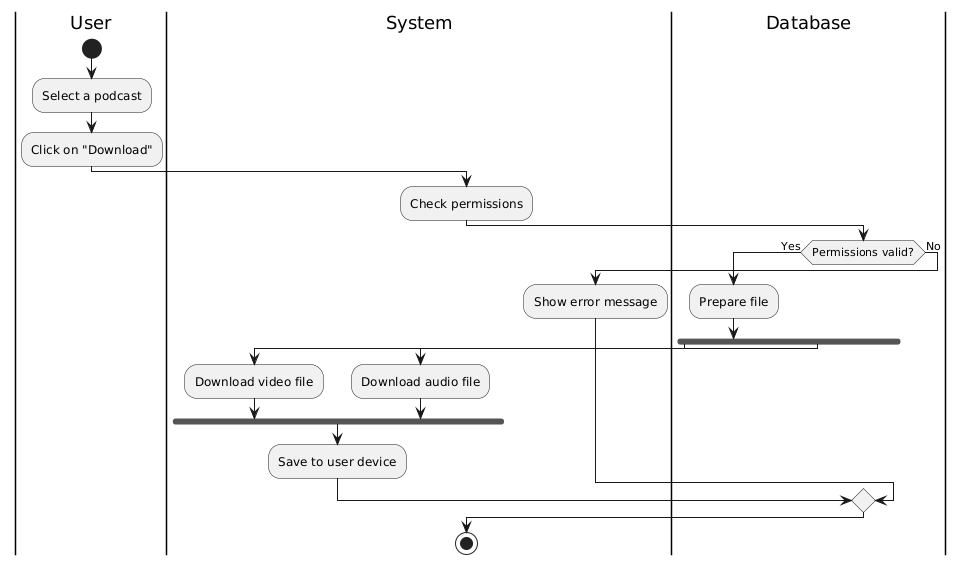 User
System
Database
Select a podcast
Click on "Download"
Check permissions
Yes
Permissions valid?
No
Show error message
Prepare file
Download video file
Download audio file
Save to user device